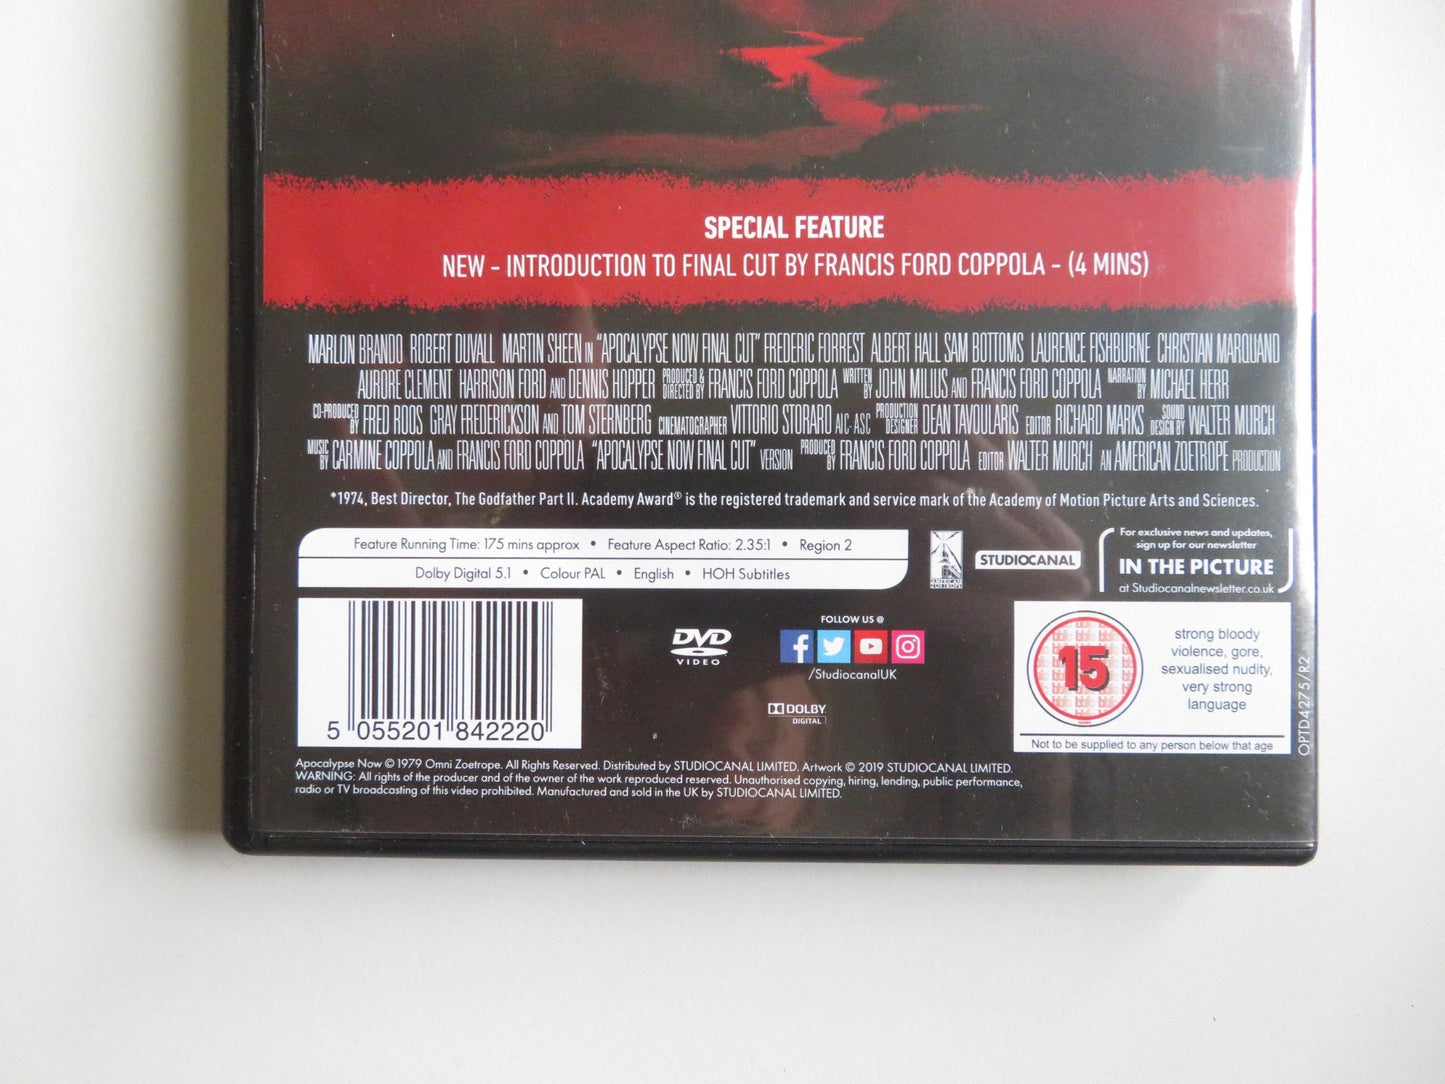 SPECIAL FEATURE
NEW - INTRODUCTION TO FINAL CUT BY FRANCIS FORD COPPOLA - (4 MINS)
MARLON BRANDO ROBERT DUVALL MARTIN SHEEN IN "APOCALYPSE NOW FINAL CUT" FREDERIC FORREST ALBERT HALL SAM BOTTOMS LAURENCE FISHBURNE CHRISTIAN MARQUAND
AURORE CLEMENT HARRISON FORD AND DENNIS HOPPER PRODUCED & DIRECTED BY FRANCIS FORD COPPOLA WRITTEN BY JOHN MILIUS AND FRANCIS FORD COPPOLA NARRATION BY MICHAEL HERR
CO-PRODUCED BY FRED ROOS GRAY FREDERICKSON AND TOM STERNBERG CINEMATOGRAPHER VITTORIO STORARO AIC-ASC PRODUCTION DESIGNER DEAN TAVOULARIS EDITOR RICHARD MARKS SOUND DESIGN BY WALTER MURCH
MUSIC BY CARMINE COPPOLA AND FRANCIS FORD COPPOLA "APOCALYPSE NOW FINAL CUT" VERSION PRODUCED BY FRANCIS FORD COPPOLA EDITOR WALTER MURCH AN AMERICAN ZOETROPE PRODUCTION
*1974, Best Director, The Godfather Part II. Academy Award® is the registered trademark and service mark of the Academy of Motion Picture Arts and Sciences.
Feature Running Time: 175 mins approx • Feature Aspect Ratio: 2.35:1 • Region 2
Dolby Digital 5.1 • Colour PAL • English • HOH Subtitles
AMERICAN
ZOETROPE
STUDIOCANAL
For exclusive news and updates,
sign up for our newsletter
IN THE PICTURE
at Studiocanalnewsletter.co.uk
5 055201 842220
DVD
VIDEO
FOLLOW US @
/StudiocanalUK
DOLBY
DIGITAL
15
strong bloody
violence, gore,
sexualised nudity,
very strong
language
Not to be supplied to any person below that age
OPTD4275/R2
Apocalypse Now © 1979 Omni Zoetrope. All Rights Reserved. Distributed by STUDIOCANAL LIMITED. Artwork © 2019 STUDIOCANAL LIMITED.
WARNING: All rights of the producer and of the owner of the work reproduced reserved. Unauthorised copying, hiring, lending, public performance,
radio or TV broadcasting of this video prohibited. Manufactured and sold in the UK by STUDIOCANAL LIMITED.